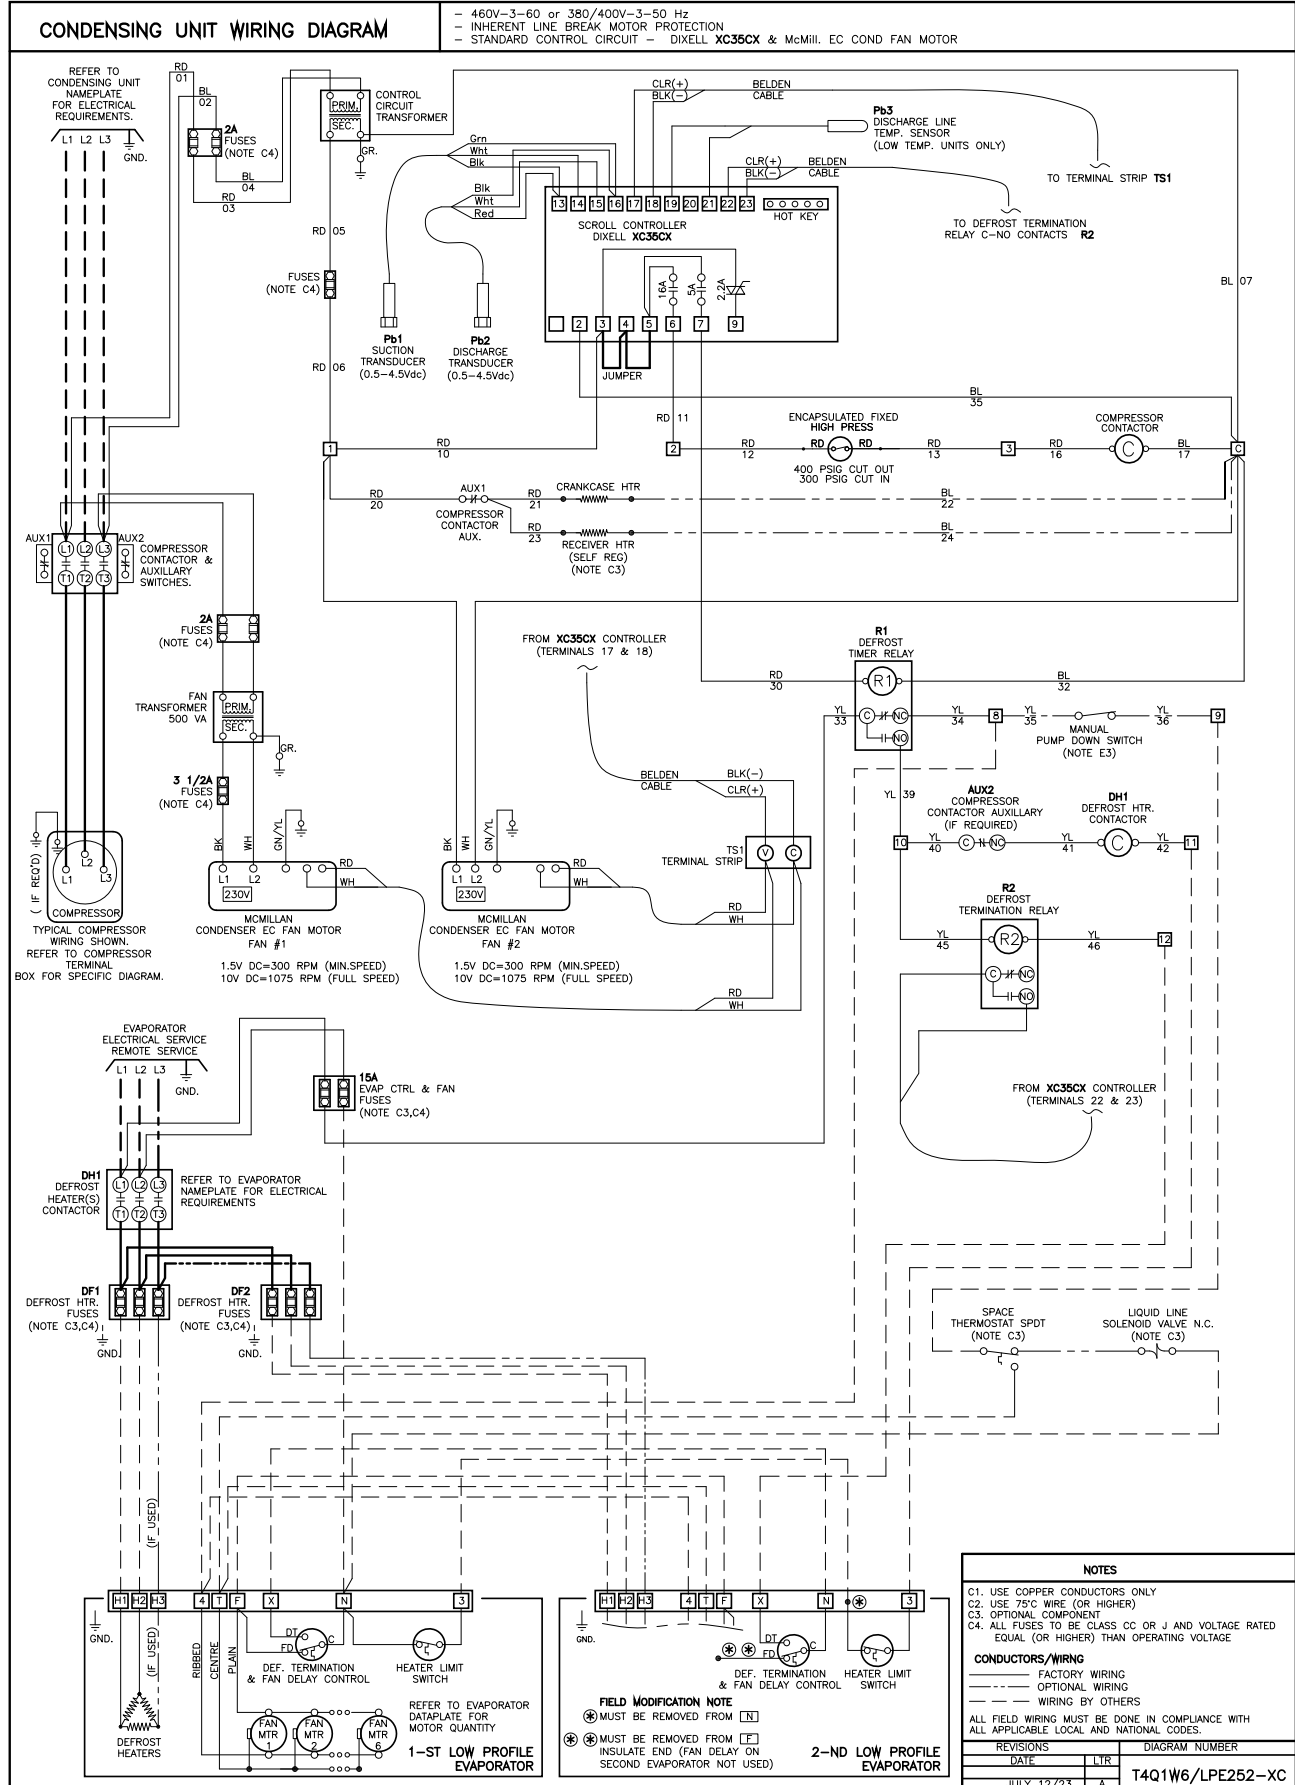 CONDENSING UNIT WIRING DIAGRAM
- 460V-3-60 or 380/400V-3-50 Hz
- INHERENT LINE BREAK MOTOR PROTECTION
- STANDARD CONTROL CIRCUIT - DIXELL XC35CX & McMill. EC COND FAN MOTOR
REFER TO
CONDENSING UNIT
NAMEPLATE
FOR ELECTRICAL
REQUIREMENTS.
L1 L2 L3
GND.
RD
01
BL
02
2A
FUSES
(NOTE C4)
BL
04
RD
03
PRIM.
SEC.
CONTROL
CIRCUIT
TRANSFORMER
GR.
RD 05
FUSES
(NOTE C4)
RD 06
Grn
Wht
Blk
Blk
Wht
Red
Pb1
SUCTION
TRANSDUCER
(0.5-4.5Vdc)
Pb2
DISCHARGE
TRANSDUCER
(0.5-4.5Vdc)
CLR(+)
BLK(-)
BELDEN
CABLE
Pb3
DISCHARGE LINE
TEMP. SENSOR
(LOW TEMP. UNITS ONLY)
CLR(+)
BLK(-)
BELDEN
CABLE
TO TERMINAL STRIP TS1
TO DEFROST TERMINATION
RELAY C-NO CONTACTS R2
13 14 15 16 17 18 19 20 21 22 23
HOT KEY
SCROLL CONTROLLER
DIXELL XC35CX
16A
5A
2.2A
2 3 4 5 6 7 9
JUMPER
BL 07
BL
35
RD 11
1
RD
10
2
RD
12
ENCAPSULATED FIXED
HIGH PRESS
RD RD
400 PSIG CUT OUT
300 PSIG CUT IN
RD
13
3
RD
16
COMPRESSOR
CONTACTOR
C
BL
17
C
RD
20
AUX1
COMPRESSOR
CONTACTOR
AUX.
RD
21
CRANKCASE HTR
BL
22
RD
23
RECEIVER HTR
(SELF REG)
(NOTE C3)
BL
24
AUX1
L1 L2 L3
T1 T2 T3
AUX2
COMPRESSOR
CONTACTOR &
AUXILLARY
SWITCHES.
2A
FUSES
(NOTE C4)
FAN
TRANSFORMER
500 VA
PRIM.
SEC.
GR.
3 1/2A
FUSES
(NOTE C4)
FROM XC35CX CONTROLLER
(TERMINALS 17 & 18)
R1
DEFROST
TIMER RELAY
RD
30
R1
BL
32
YL
33
C NC
NO
YL
34
8
YL
35
MANUAL
PUMP DOWN SWITCH
(NOTE E3)
YL
36
9
BELDEN
CABLE
BLK(-)
CLR(+)
YL 39
AUX2
COMPRESSOR
CONTACTOR AUXILLARY
(IF REQUIRED)
DH1
DEFROST HTR.
CONTACTOR
10
YL
40
C NC
YL
41
C
YL
42
11
( IF REQ'D)
L1 L2 L3
COMPRESSOR
TYPICAL COMPRESSOR
WIRING SHOWN.
REFER TO COMPRESSOR
TERMINAL
BOX FOR SPECIFIC DIAGRAM.
BK
WH
GN/YL
L1 L2
230V
RD
WH
MCMILLAN
CONDENSER EC FAN MOTOR
FAN #1
1.5V DC=300 RPM (MIN.SPEED)
10V DC=1075 RPM (FULL SPEED)
BK
WH
GN/YL
L1 L2
230V
RD
WH
MCMILLAN
CONDENSER EC FAN MOTOR
FAN #2
1.5V DC=300 RPM (MIN.SPEED)
10V DC=1075 RPM (FULL SPEED)
TS1
TERMINAL STRIP
V C
RD
WH
RD
WH
R2
DEFROST
TERMINATION RELAY
YL
45
R2
YL
46
12
C NC
NO
FROM XC35CX CONTROLLER
(TERMINALS 22 & 23)
EVAPORATOR
ELECTRICAL SERVICE
REMOTE SERVICE
L1 L2 L3
GND.
15A
EVAP CTRL & FAN
FUSES
(NOTE C3,C4)
DH1
DEFROST
HEATER(S)
CONTACTOR
L1 L2 L3
T1 T2 T3
REFER TO EVAPORATOR
NAMEPLATE FOR ELECTRICAL
REQUIREMENTS
DF1
DEFROST HTR.
FUSES
(NOTE C3,C4)
GND.
DF2
DEFROST HTR.
FUSES
(NOTE C3,C4)
GND.
SPACE
THERMOSTAT SPDT
(NOTE C3)
LIQUID LINE
SOLENOID VALVE N.C.
(NOTE C3)
(IF USED)
H1 H2 H3 4 T F X N 3
GND.
(IF USED)
RIBBED
CENTRE
PLAIN
DT
FD
C
DEF. TERMINATION
& FAN DELAY CONTROL
HEATER LIMIT
SWITCH
DEFROST
HEATERS
FAN
MTR
1
FAN
MTR
2
FAN
MTR
6
REFER TO EVAPORATOR
DATAPLATE FOR
MOTOR QUANTITY
1-ST LOW PROFILE
EVAPORATOR
H1 H2 H3 4 T F X N 3
GND.
DT
FD
C
DEF. TERMINATION
& FAN DELAY CONTROL
HEATER LIMIT
SWITCH
FIELD MODIFICATION NOTE
* MUST BE REMOVED FROM N
* * MUST BE REMOVED FROM F
INSULATE END (FAN DELAY ON
SECOND EVAPORATOR NOT USED)
2-ND LOW PROFILE
EVAPORATOR
NOTES
C1. USE COPPER CONDUCTORS ONLY
C2. USE 75°C WIRE (OR HIGHER)
C3. OPTIONAL COMPONENT
C4. ALL FUSES TO BE CLASS CC OR J AND VOLTAGE RATED
EQUAL (OR HIGHER) THAN OPERATING VOLTAGE
CONDUCTORS/WIRNG
FACTORY WIRING
OPTIONAL WIRING
WIRING BY OTHERS
ALL FIELD WIRING MUST BE DONE IN COMPLIANCE WITH
ALL APPLICABLE LOCAL AND NATIONAL CODES.
REVISIONS
DIAGRAM NUMBER
DATE LTR
JULY 12/23 A
T4Q1W6/LPE252-XC